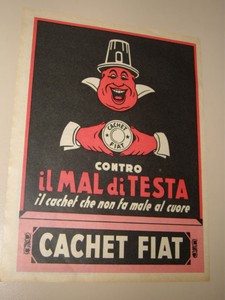 CACHET
FIAT
CONTRO
il MAL di TESTA
il cachet che non fa male al cuore
CACHET FIAT